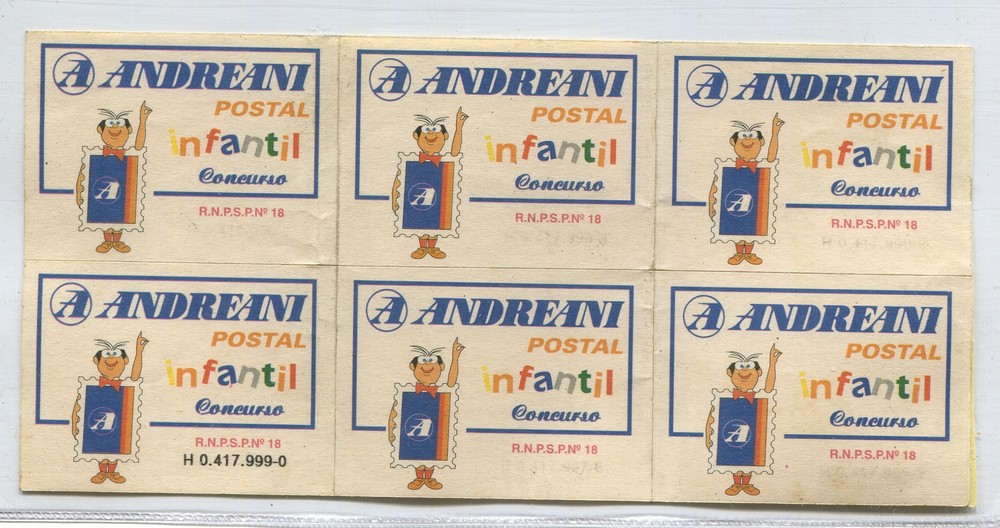 A ANDREANI
POSTAL
infantil
Concurso
R.N.P.S.P.Nº 18
A
A ANDREANI
POSTAL
infantil
Concurso
R.N.P.S.P.Nº 18
A
A ANDREANI
POSTAL
infantil
Concurso
R.N.P.S.P.Nº 18
A
A ANDREANI
POSTAL
infantil
Concurso
R.N.P.S.P.Nº 18
H 0.417.999-0
A
A ANDREANI
POSTAL
infantil
Concurso
R.N.P.S.P.Nº 18
A
A ANDREANI
POSTAL
infantil
Concurso
R.N.P.S.P.Nº 18
A